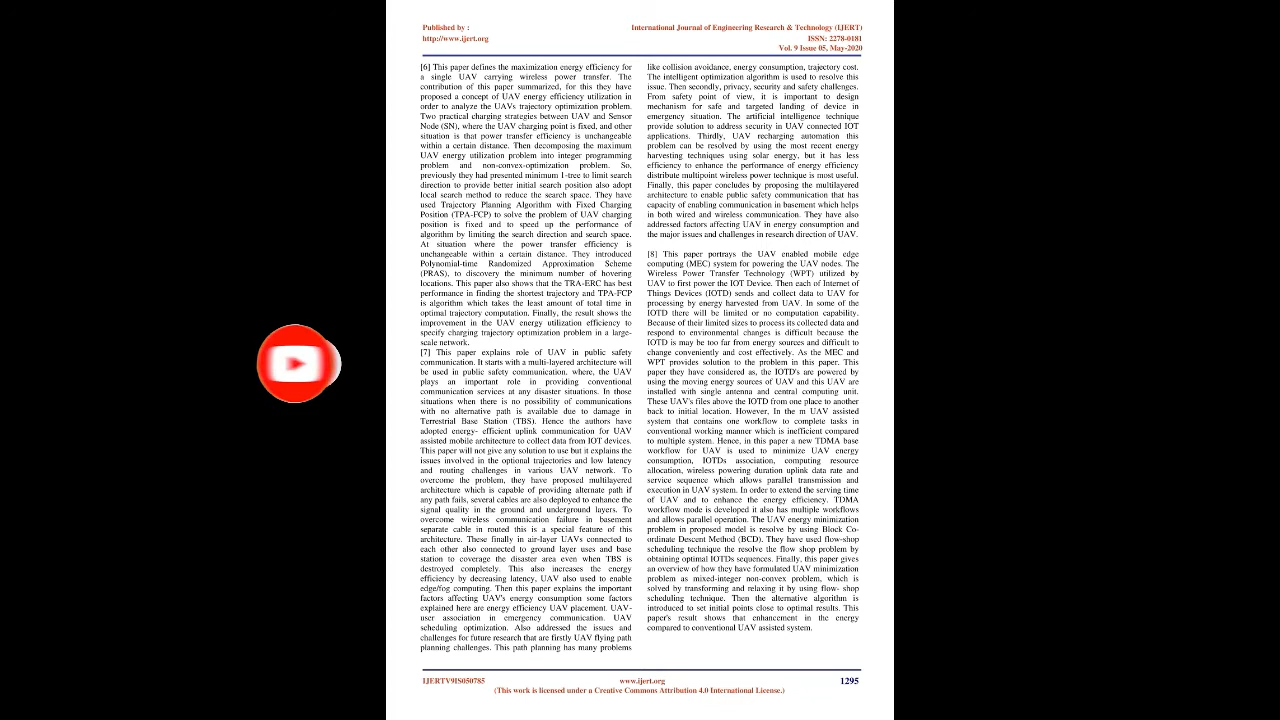 Published by :
http://www.ijert.org
International Journal of Engineering Research & Technology (IJERT)
ISSN: 2278-0181
Vol. 9 Issue 05, May-2020
[6] This paper defines the maximization energy efficiency for
a single UAV carrying wireless power transfer. The
contribution of this paper summarized, for this they have
proposed a concept of UAV energy efficiency utilization in
order to analyze the UAVs trajectory optimization problem.
Two practical charging strategies between UAV and Sensor
Node (SN), where the UAV charging point is fixed, and other
situation is that power transfer efficiency is unchangeable
within a certain distance. Then decomposing the maximum
UAV energy utilization problem into integer programming
problem and non-convex-optimization problem. So,
previously they had presented minimum 1-tree to limit search
direction to provide better initial search position also adopt
local search method to reduce the search space. They have
used Trajectory Planning Algorithm with Fixed Charging
Position (TPA-FCP) to solve the problem of UAV charging
position is fixed and to speed up the performance of
algorithm by limiting the search direction and search space.
At situation where the power transfer efficiency is
unchangeable within a certain distance. They introduced
Polynomial-time Randomized Approximation Scheme
(PRAS), to discovery the minimum number of hovering
locations. This paper also shows that the TRA-ERC has best
performance in finding the shortest trajectory and TPA-FCP
is algorithm which takes the least amount of total time in
optimal trajectory computation. Finally, the result shows the
improvement in the UAV energy utilization efficiency to
specify charging trajectory optimization problem in a large-
scale network.
[7] This paper explains role of UAV in public safety
communication. It starts with a multi-layered architecture will
be used in public safety communication. where, the UAV
plays an important role in providing conventional
communication services at any disaster situations. In those
situations when there is no possibility of communications
with no alternative path is available due to damage in
Terrestrial Base Station (TBS). Hence the authors have
adopted energy- efficient uplink communication for UAV
assisted mobile architecture to collect data from IOT devices.
This paper will not give any solution to use but it explains the
issues involved in the optional trajectories and low latency
and routing challenges in various UAV network. To
overcome the problem, they have proposed multilayered
architecture which is capable of providing alternate path if
any path fails, several cables are also deployed to enhance the
signal quality in the ground and underground layers. To
overcome wireless communication failure in basement
separate cable in routed this is a special feature of this
architecture. These finally in air-layer UAVs connected to
each other also connected to ground layer uses and base
station to coverage the disaster area even when TBS is
destroyed completely. This also increases the energy
efficiency by decreasing latency, UAV also used to enable
edge/fog computing. Then this paper explains the important
factors affecting UAV's energy consumption some factors
explained here are energy efficiency UAV placement. UAV-
user association in emergency communication. UAV
scheduling optimization. Also addressed the issues and
challenges for future research that are firstly UAV flying path
planning challenges. This path planning has many problems
like collision avoidance, energy consumption, trajectory cost.
The intelligent optimization algorithm is used to resolve this
issue. Then secondly, privacy, security and safety challenges.
From safety point of view, it is important to design
mechanism for safe and targeted landing of device in
emergency situation. The artificial intelligence technique
provide solution to address security in UAV connected IOT
applications. Thirdly, UAV recharging automation this
problem can be resolved by using the most recent energy
harvesting techniques using solar energy, but it has less
efficiency to enhance the performance of energy efficiency
distribute multipoint wireless power technique is most useful.
Finally, this paper concludes by proposing the multilayered
architecture to enable public safety communication that has
capacity of enabling communication in basement which helps
in both wired and wireless communication. They have also
addressed factors affecting UAV in energy consumption and
the major issues and challenges in research direction of UAV.
[8] This paper portrays the UAV enabled mobile edge
computing (MEC) system for powering the UAV nodes. The
Wireless Power Transfer Technology (WPT) utilized by
UAV to first power the IOT Device. Then each of Internet of
Things Devices (IOTD) sends and collect data to UAV for
processing by energy harvested from UAV. In some of the
IOTD there will be limited or no computation capability.
Because of their limited sizes to process its collected data and
respond to environmental changes is difficult because the
IOTD is may be too far from energy sources and difficult to
change conveniently and cost effectively. As the MEC and
WPT provides solution to the problem in this paper. This
paper they have considered as, the IOTD's are powered by
using the moving energy sources of UAV and this UAV are
installed with single antenna and central computing unit.
These UAV's files above the IOTD from one place to another
back to initial location. However, In the m UAV assisted
system that contains one workflow to complete tasks in
conventional working manner which is inefficient compared
to multiple system. Hence, in this paper a new TDMA base
workflow for UAV is used to minimize UAV energy
consumption, IOTDs association, computing resource
allocation, wireless powering duration uplink data rate and
service sequence which allows parallel transmission and
execution in UAV system. In order to extend the serving time
of UAV and to enhance the energy efficiency. TDMA
workflow mode is developed it also has multiple workflows
and allows parallel operation. The UAV energy minimization
problem in proposed model is resolve by using Block Co-
ordinate Descent Method (BCD). They have used flow-shop
scheduling technique the resolve the flow shop problem by
obtaining optimal IOTDs sequences. Finally, this paper gives
an overview of how they have formulated UAV minimization
problem as mixed-integer non-convex problem, which is
solved by transforming and relaxing it by using flow- shop
scheduling technique. Then the alternative algorithm is
introduced to set initial points close to optimal results. This
paper's result shows that enhancement in the energy
compared to conventional UAV assisted system.
IJERTV9IS050785
www.ijert.org
1295
(This work is licensed under a Creative Commons Attribution 4.0 International License.)